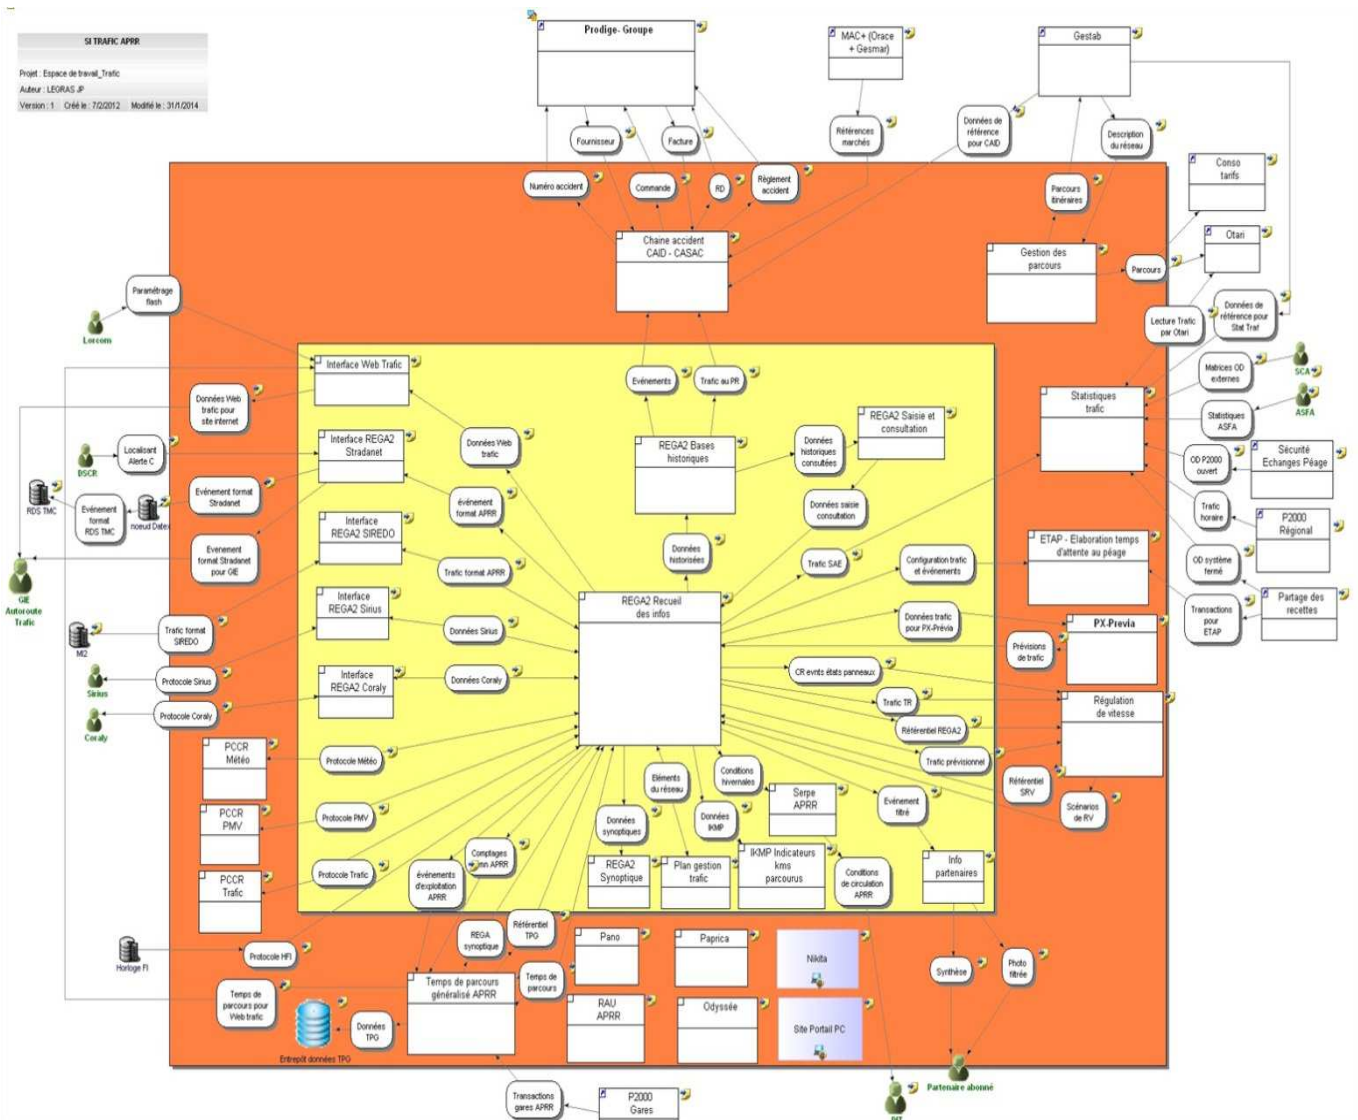 SI TRAFIC APRR
Projet : Espace de travail_Trafic
Auteur : LEGRAS JP
Version : 1 Créé le : 7/2/2012 Modifié le : 31/1/2014
Prodige- Groupe
MAC+ (Orace
+ Gesmar)
Gestab
Fournisseur
Facture
Références
marchés
Données de
référence
pour CAID
Description
du réseau
Conso
tarifs
Numéro accident
Commande
RD
Règlement
accident
Parcours
itinéraires
Otari
Chaine accident
CAID - CASAC
Gestion des
parcours
Parcours
Paramétrage
flash
Lorcom
Lecture Trafic
par Otari
Données de
référence pour
Stat Traf
Interface Web Trafic
Evénements
Trafic au PR
Matrices OD
externes
SCA
Données Web
trafic pour
site internet
Statistiques
trafic
Statistiques
ASFA
ASFA
Interface REGA2
Stradanet
Données Web
trafic
REGA2 Bases
historiques
Données
historiques
consultées
REGA2 Saisie et
consultation
Localisant
Alerte C
DSCR
OD P2000
ouvert
Sécurité
Echanges Péage
RDS TMC
Evénement
format
RDS TMC
noeud Datex
Evénement format
Stradanet
événement
format APRR
Données saisie
consultation
Trafic
horaire
P2000
Régional
Interface
REGA2 SIREDO
Evenement
format Stradanet
pour GIE
Données
historisées
ETAP - Elaboration temps
d'attente au péage
GIE
Autoroute
Trafic
Trafic format APRR
Trafic SAE
Configuration trafic
et événements
OD système
fermé
Interface
REGA2 Sirius
REGA2 Recueil
des infos
Transactions
pour
ETAP
Partage des
recettes
MI2
Trafic format
SIREDO
Données Sirius
Données trafic
pour PX-Prévia
PX-Previa
Prévisions
de trafic
Sirius
Protocole Sirius
Interface
REGA2 Coraly
Données Coraly
CR evnts états panneaux
Coraly
Protocole Coraly
Trafic TR
Régulation
de vitesse
Référentiel REGA2
PCCR
Météo
Protocole Météo
Trafic prévisionnel
Conditions
hivernales
Eléments
du réseau
Serpe
APRR
Evénement
filtré
Référentiel
SRV
Scénarios
de RV
PCCR
PMV
Protocole PMV
Données
synoptiques
Données
IKMP
Comptages
APRR
REGA2
Synoptique
Plan gestion
trafic
IKMP Indicateurs
kms
parcourus
Info
partenaires
PCCR
Trafic
Protocole Trafic
événements
d'exploitation
APRR
Conditions
de circulation
APRR
Horloge FI
Protocole HFI
REGA
synoptique
Référentiel
TPG
Pano
Paprica
Nikita
Synthèse
Photo
filtrée
Temps de
parcours pour
Web trafic
Temps de parcours
généralisé APRR
Temps de
parcours
Données
TPG
Entrepôt données TPG
RAU
APRR
Odyssée
Site Portail PC
Partenaire abonné
Transactions
gares APRR
P2000
Gares